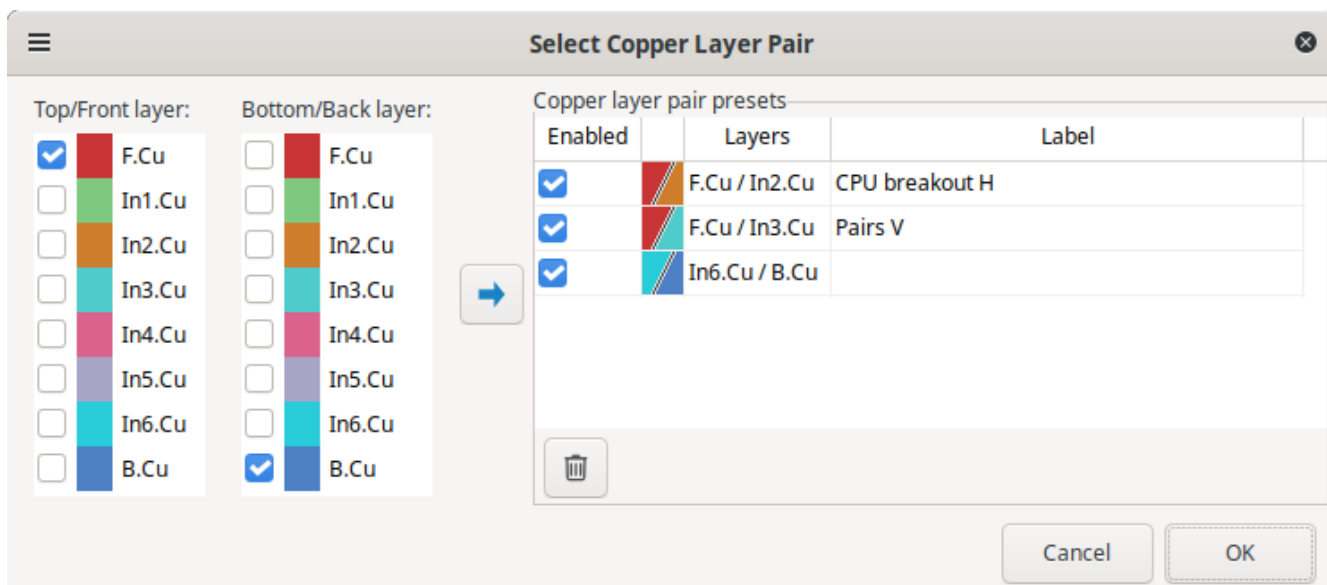 Select Copper Layer Pair
Top/Front layer:
F.Cu
In1.Cu
In2.Cu
In3.Cu
In4.Cu
In5.Cu
In6.Cu
B.Cu
Bottom/Back layer:
F.Cu
In1.Cu
In2.Cu
In3.Cu
In4.Cu
In5.Cu
In6.Cu
B.Cu
Copper layer pair presets
Enabled Layers Label
F.Cu / In2.Cu CPU breakout H
F.Cu / In3.Cu Pairs V
In6.Cu / B.Cu
Cancel OK